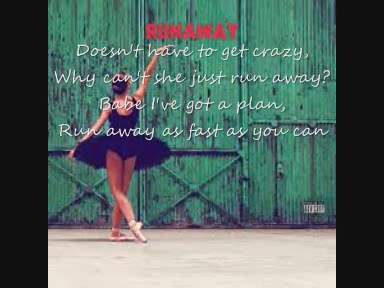 RUNAWAY
Doesn't have to get crazy,
Why can't she just run away?
Babe I've got a plan,
Run away as fast as you can